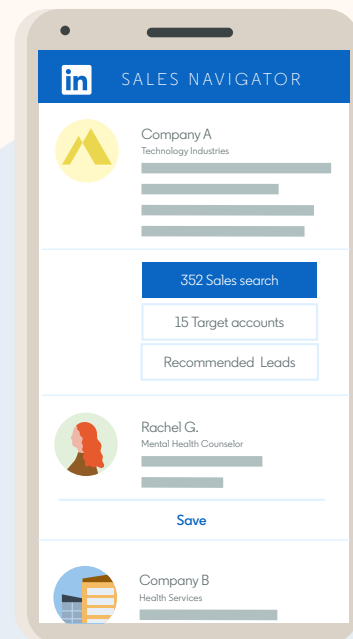 in SALES NAVIGATOR
Company A
Technology Industries
352 Sales search
15 Target accounts
Recommended Leads
Rachel G.
Mental Health Counselor
Save
Company B
Health Services